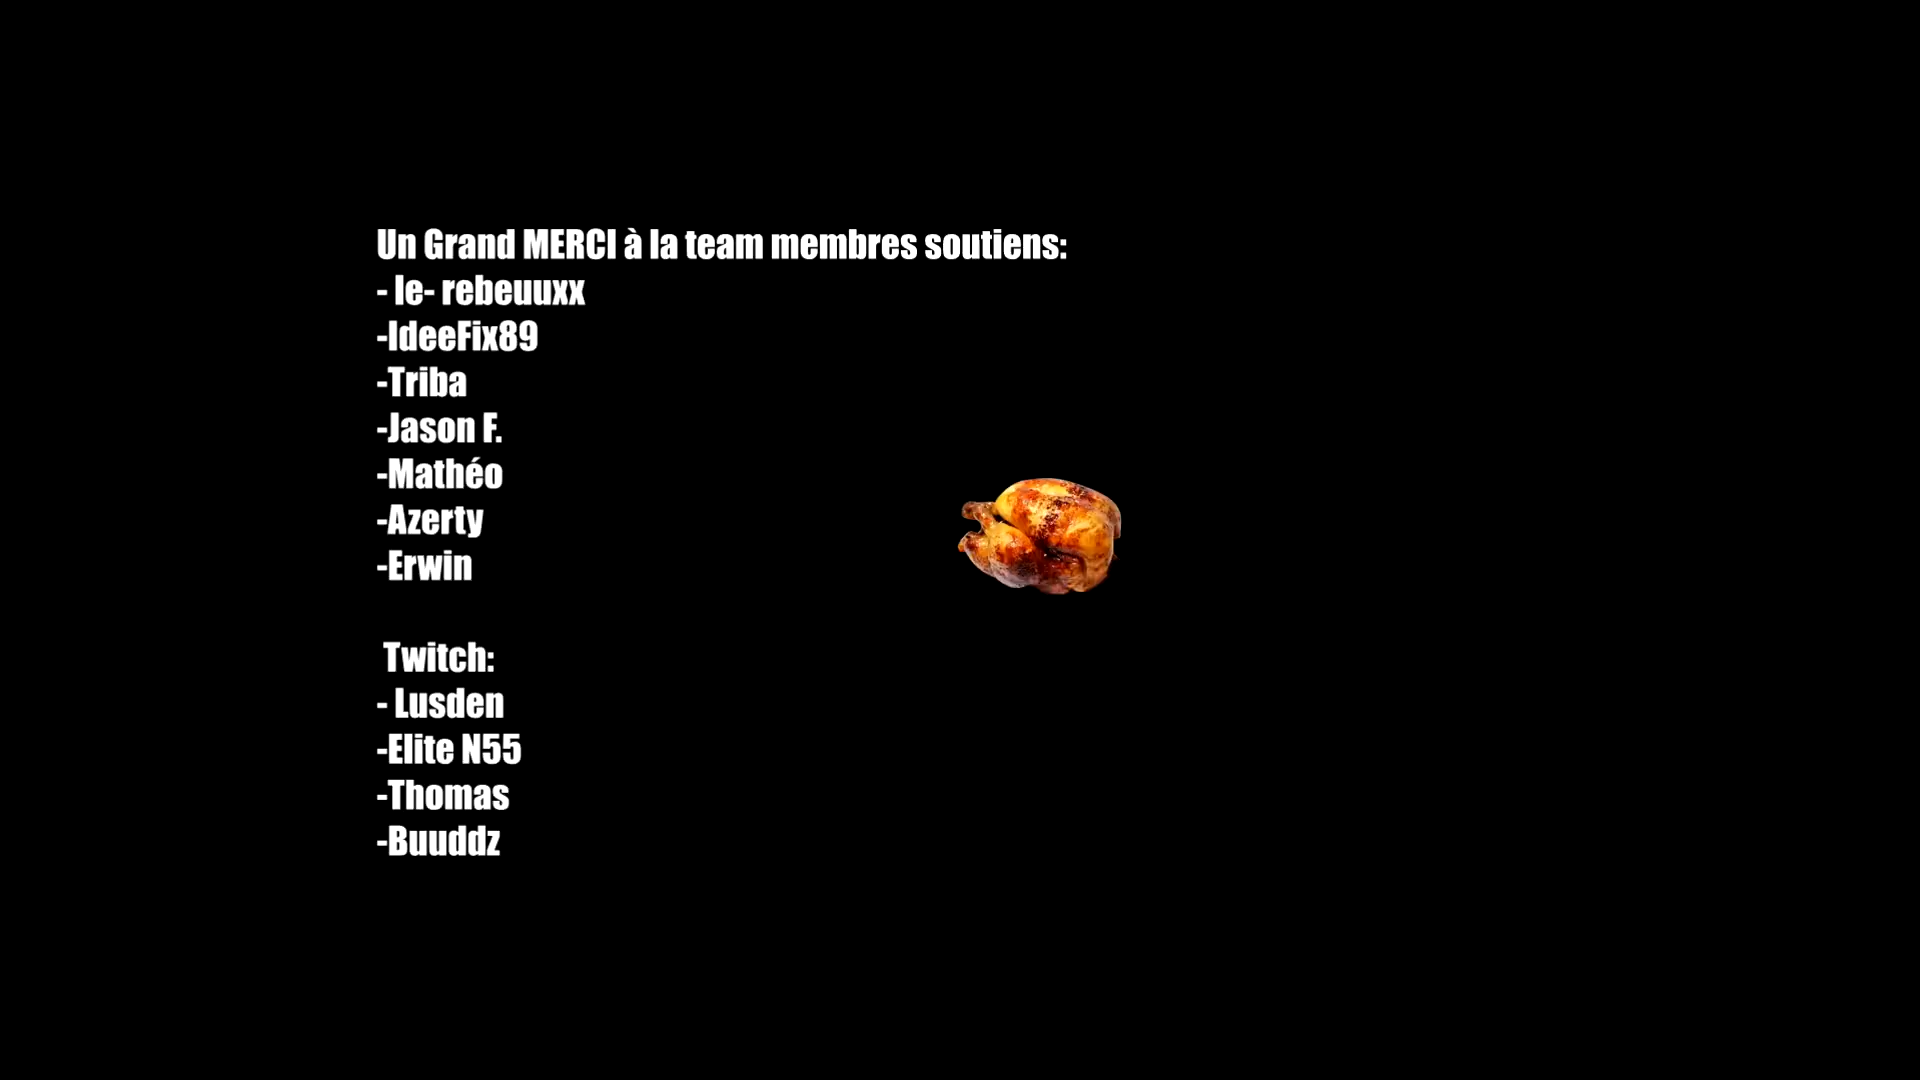 Un Grand MERCI à la team membres soutiens:
- le- rebeuuxx
-IdeeFix89
-Triba
-Jason F.
-Mathéo
-Azerty
-Erwin
Twitch:
- Lusden
-Elite N55
-Thomas
-Buuddz